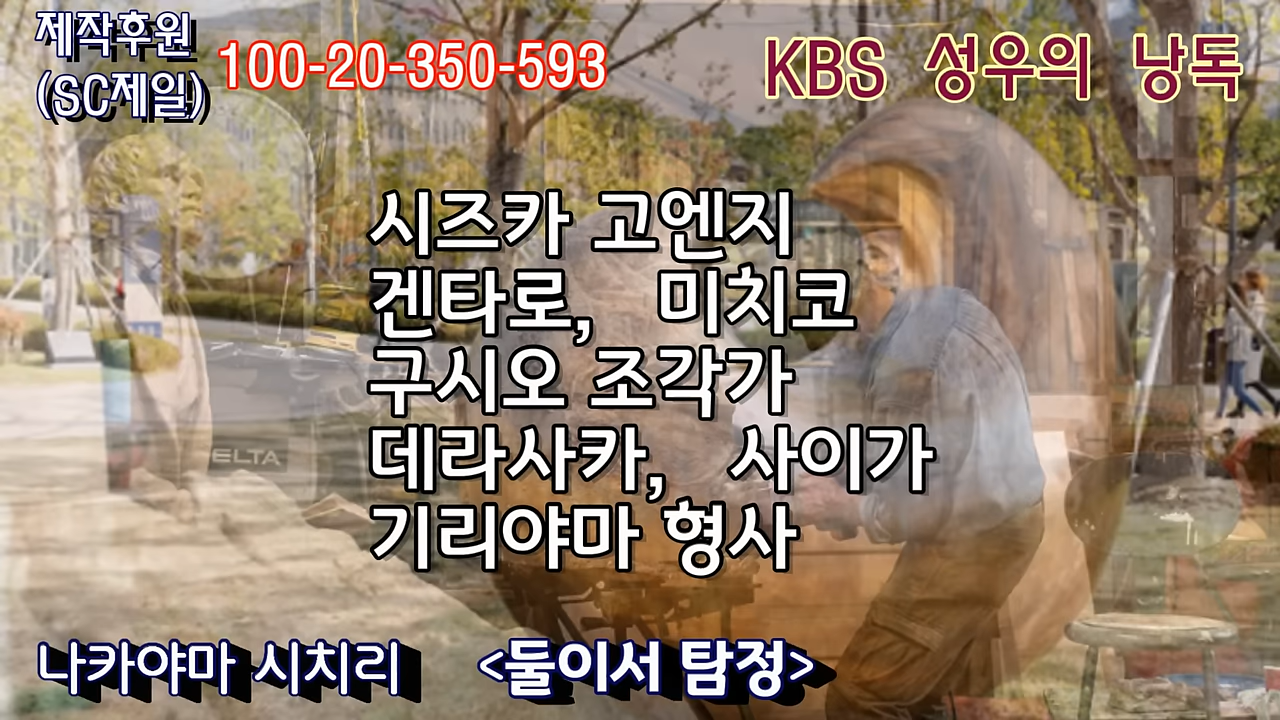 제작후원
(SC제일)
100-20-350-593
KBS 성우의 낭독
시즈카 고엔지
겐타로, 미치코
구시오 조각가
데라사카, 사이가
기리야마 형사
ELTA
나카야마 시치리 <둘이서 탐정>